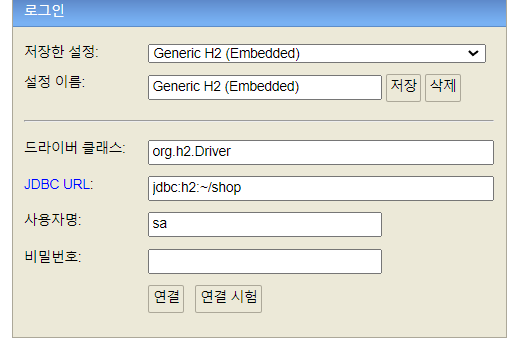 로그인
저장한 설정: Generic H2 (Embedded)
설정 이름: Generic H2 (Embedded) 저장 삭제
드라이버 클래스: org.h2.Driver
JDBC URL: jdbc:h2:~/shop
사용자명: sa
비밀번호:
연결 연결 시험